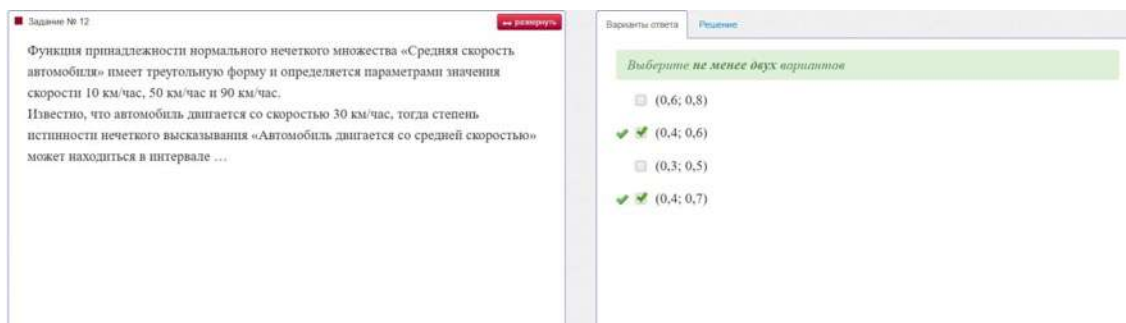 Задание № 12
развернуть
Функция принадлежности нормального нечеткого множества «Средняя скорость
автомобиля» имеет треугольную форму и определяется параметрами значения
скорости 10 км/час, 50 км/час и 90 км/час.
Известно, что автомобиль двигается со скоростью 30 км/час, тогда степень
истинности нечеткого высказывания «Автомобиль двигается со средней скоростью»
может находиться в интервале …
Варианты ответа
Решение
Выберите не менее двух вариантов
(0,6; 0,8)
(0,4; 0,6)
(0,3; 0,5)
(0,4; 0,7)